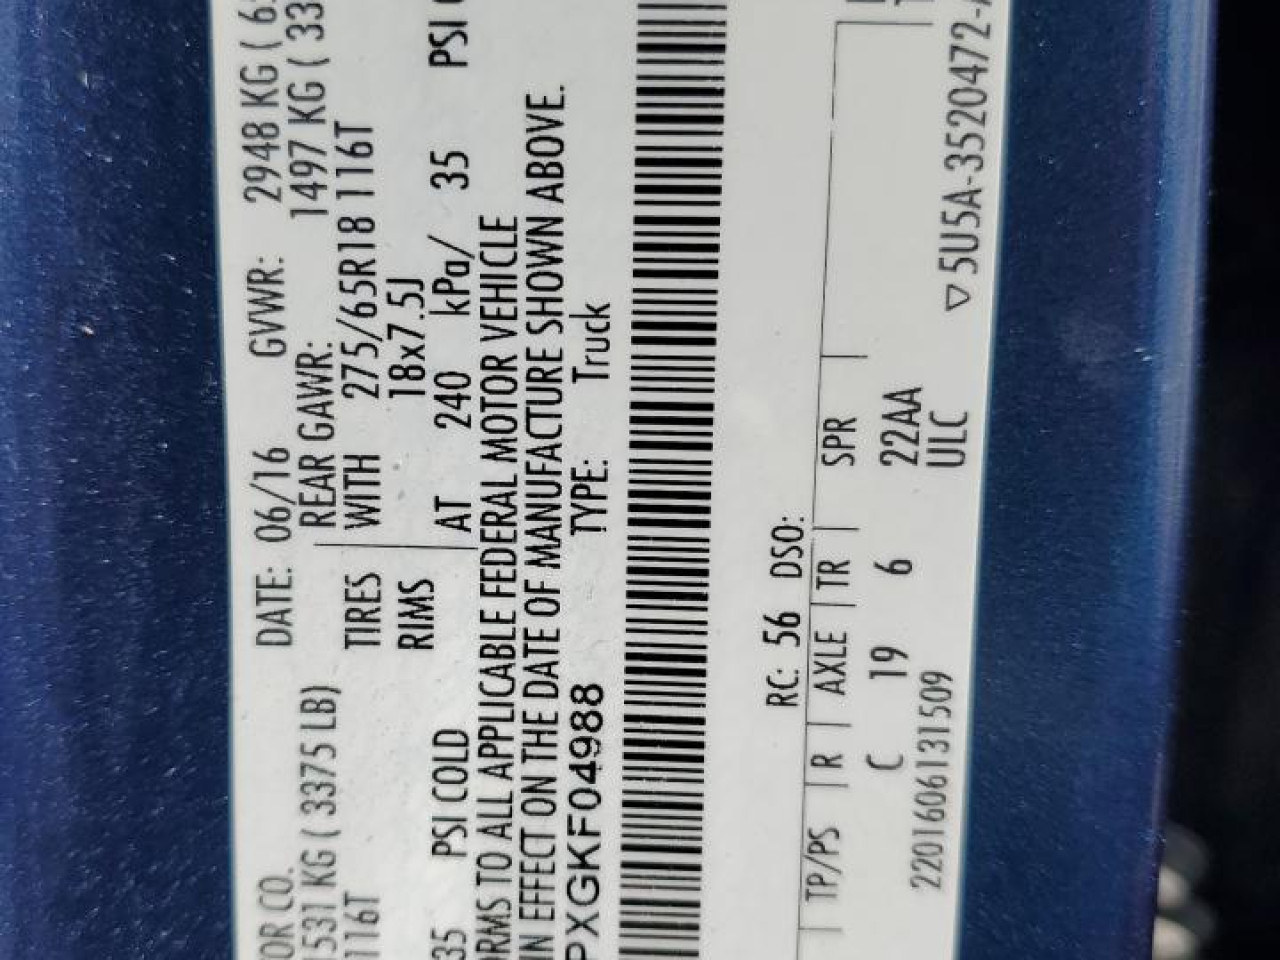 OR CO.
DATE: 06/16 GVWR: 2948 KG (
1531 KG ( 3375 LB) REAR GAWR: 1497 KG ( 33
116T TIRES WITH 275/65R18 116T
RIMS 18x7.5J
35 PSI COLD AT 240 kPa/ 35 PSI
ORMS TO ALL APPLICABLE FEDERAL MOTOR VEHICLE
IN EFFECT ON THE DATE OF MANUFACTURE SHOWN ABOVE.
PXGKF04988 TYPE: Truck
RC: 56 DSO:
TP/PS R AXLE TR SPR
C 19 6 22AA
2201606131509 ULC
▽5U5A-3520472-